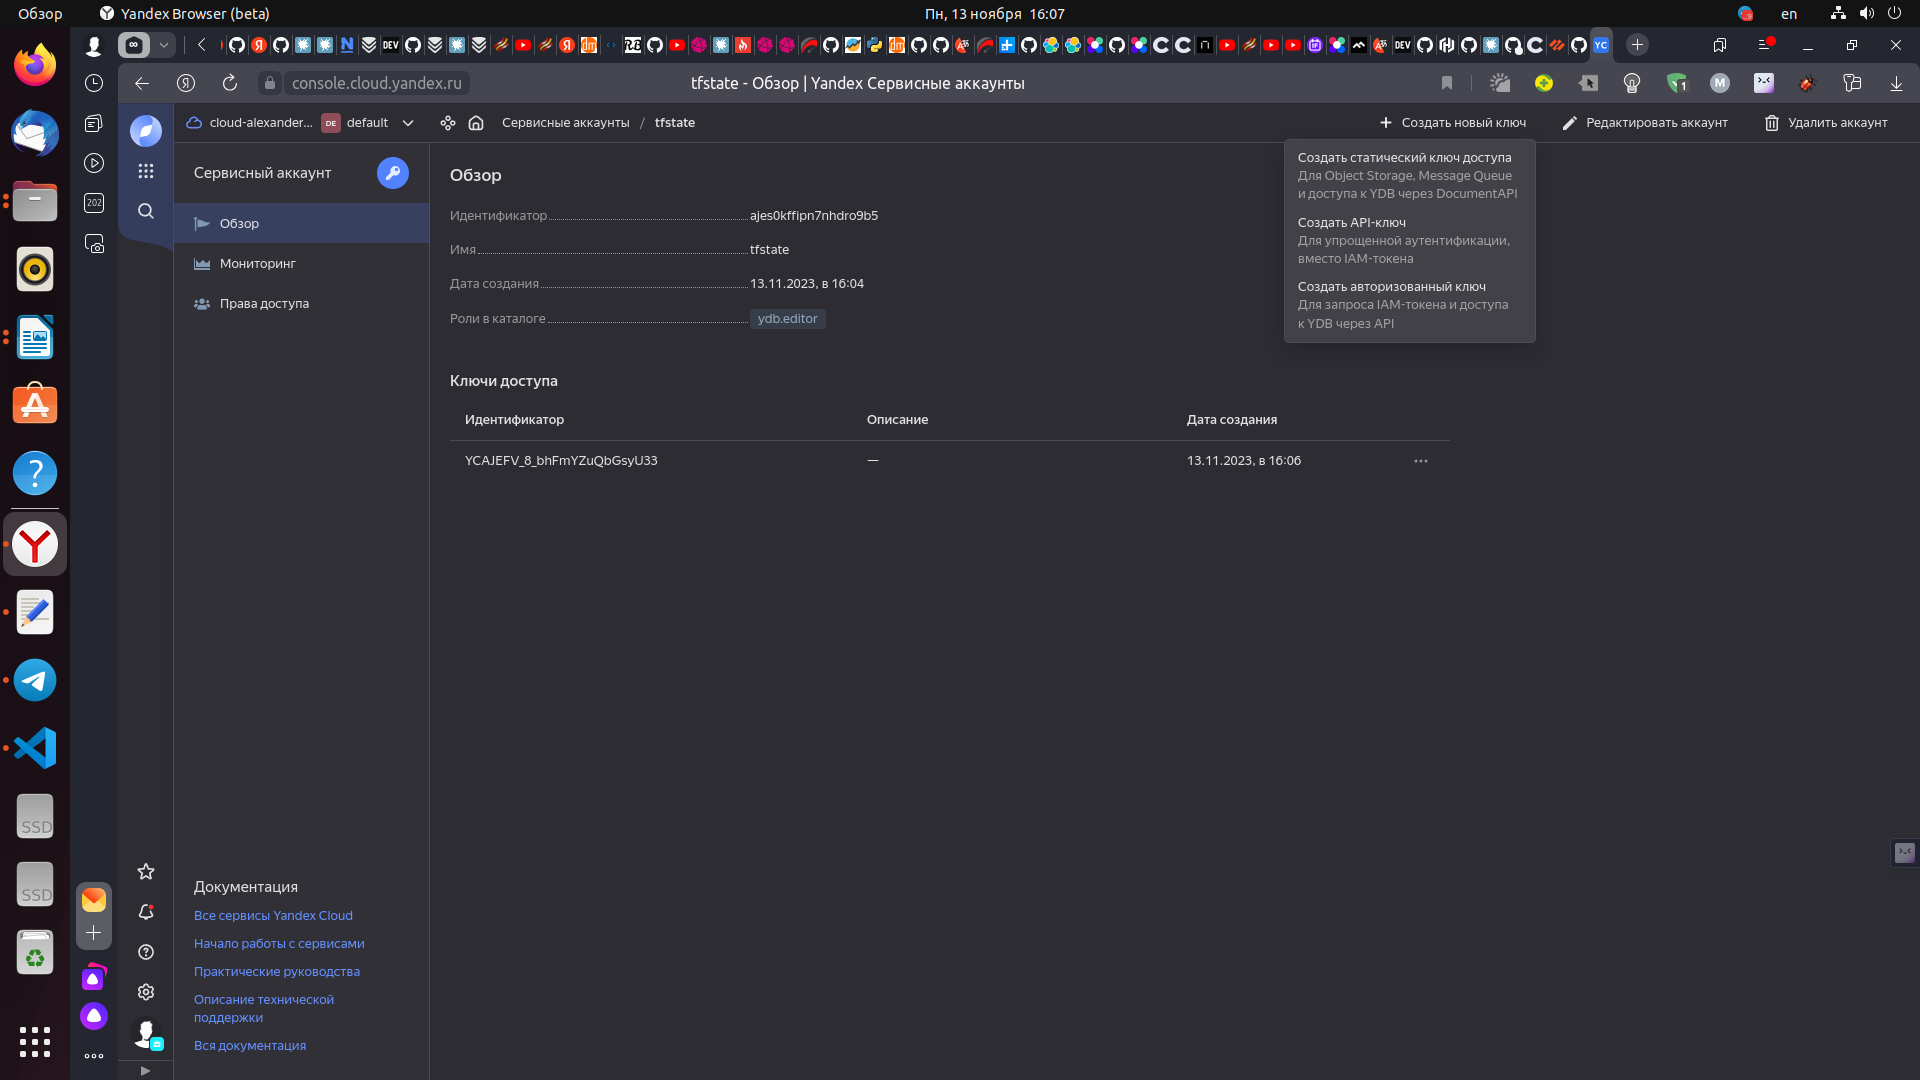 Обзор
Yandex Browser (beta)
Пн, 13 ноября 16:07
en
console.cloud.yandex.ru
tfstate - Обзор | Yandex Сервисные аккаунты
1
M
202
cloud-alexander...
DE
default
Сервисные аккаунты / tfstate
Создать новый ключ
Редактировать аккаунт
Удалить аккаунт
Создать статический ключ доступа
Для Object Storage, Message Queue
и доступа к YDB через DocumentAPI
Создать API-ключ
Для упрощенной аутентификации,
вместо IAM-токена
Создать авторизованный ключ
Для запроса IAM-токена и доступа
к YDB через API
Сервисный аккаунт
Обзор
Мониторинг
Права доступа
Обзор
Идентификатор
ajes0kffipn7nhdro9b5
Имя
tfstate
Дата создания
13.11.2023, в 16:04
Роли в каталоге
ydb.editor
Ключи доступа
Идентификатор
Описание
Дата создания
YCAJEFV_8_bhFmYZuQbGsyU33
—
13.11.2023, в 16:06
Документация
Все сервисы Yandex Cloud
Начало работы с сервисами
Практические руководства
Описание технической
поддержки
Вся документация
SSD
SSD